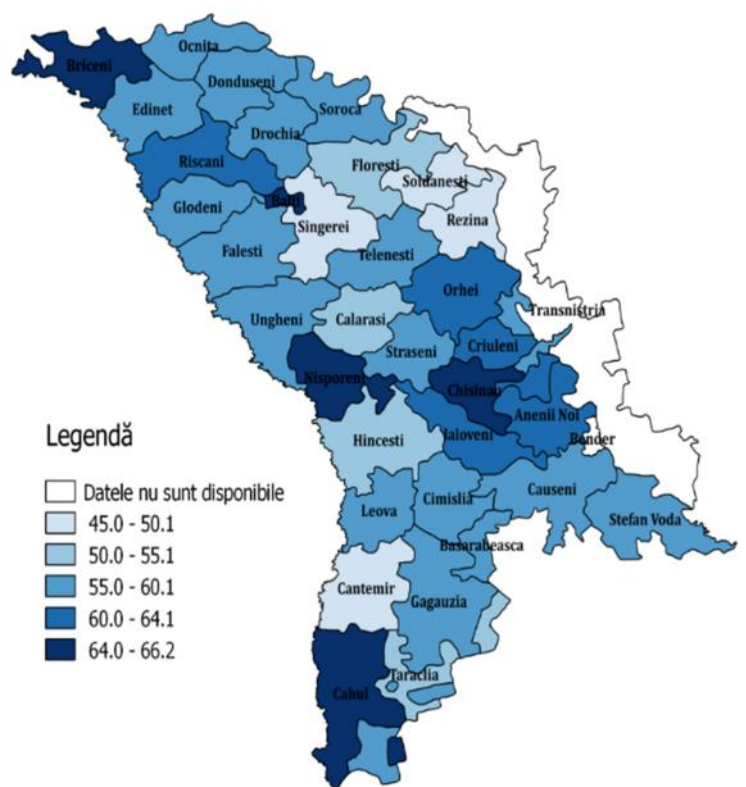 Ocnita
Briceni
Donduseni
Edinet
Soroca
Drochia
Riscani
Floresti
Soldanesti
Balti
Glodeni
Rezina
Singerei
Falesti
Telenesti
Orhei
Transnistria
Ungheni
Calarasi
Straseni
Criuleni
Nisporeni
Chisinau
Anenii Noi
Hincesti
Ialoveni
Bender
Causeni
Leova
Cimislia
Stefan Voda
Basarabeasca
Cantemir
Gagauzia
Taraclia
Cahul
Legendă
Datele nu sunt disponibile
45.0 - 50.1
50.0 - 55.1
55.0 - 60.1
60.0 - 64.1
64.0 - 66.2